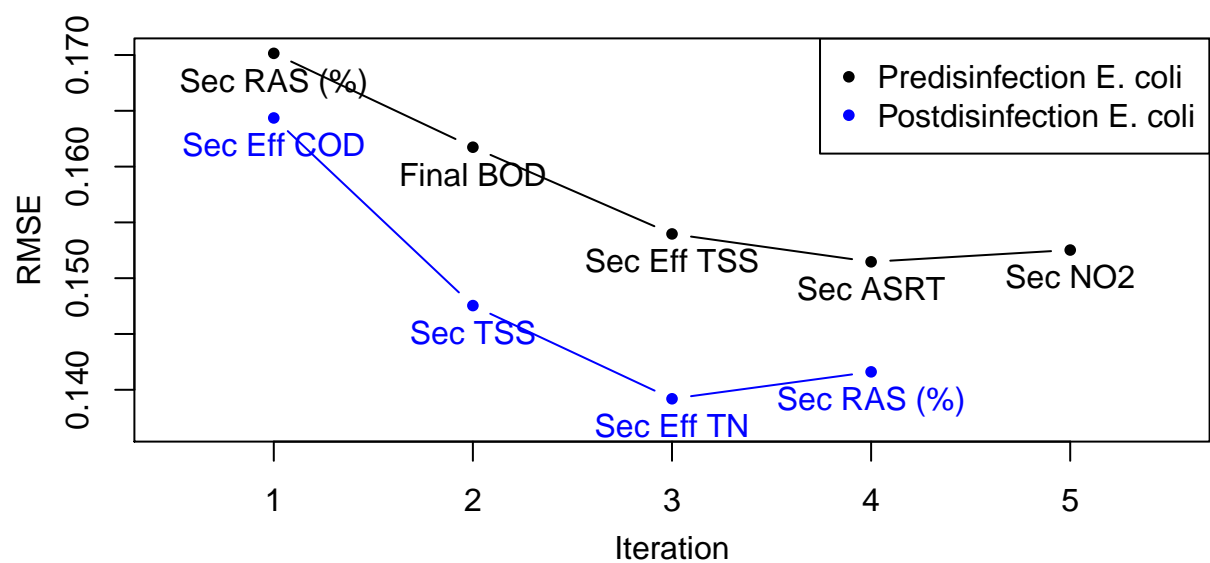 0.170
0.160
0.150
0.140
RMSE
Sec RAS (%)
Final BOD
Sec Eff TSS
Sec ASRT
Sec NO2
Sec Eff COD
Sec TSS
Sec Eff TN
Sec RAS (%)
Predisinfection E. coli
Postdisinfection E. coli
1 2 3 4 5
Iteration